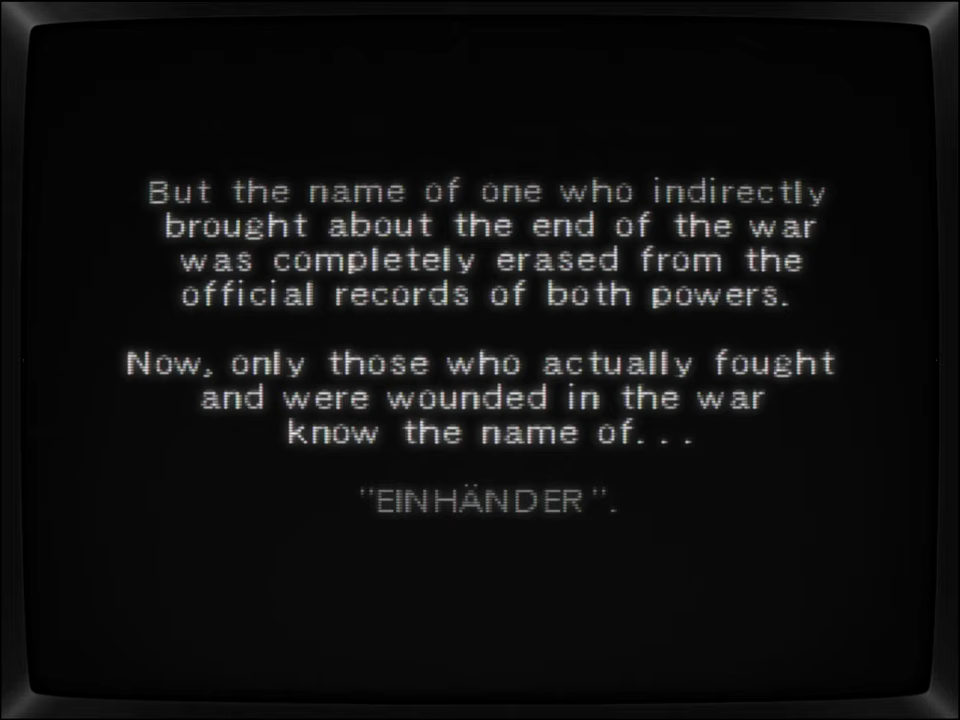 But the name of one who indirectly
brought about the end of the war
was completely erased from the
official records of both powers.
Now, only those who actually fought
and were wounded in the war
know the name of...
"EINHÄNDER".